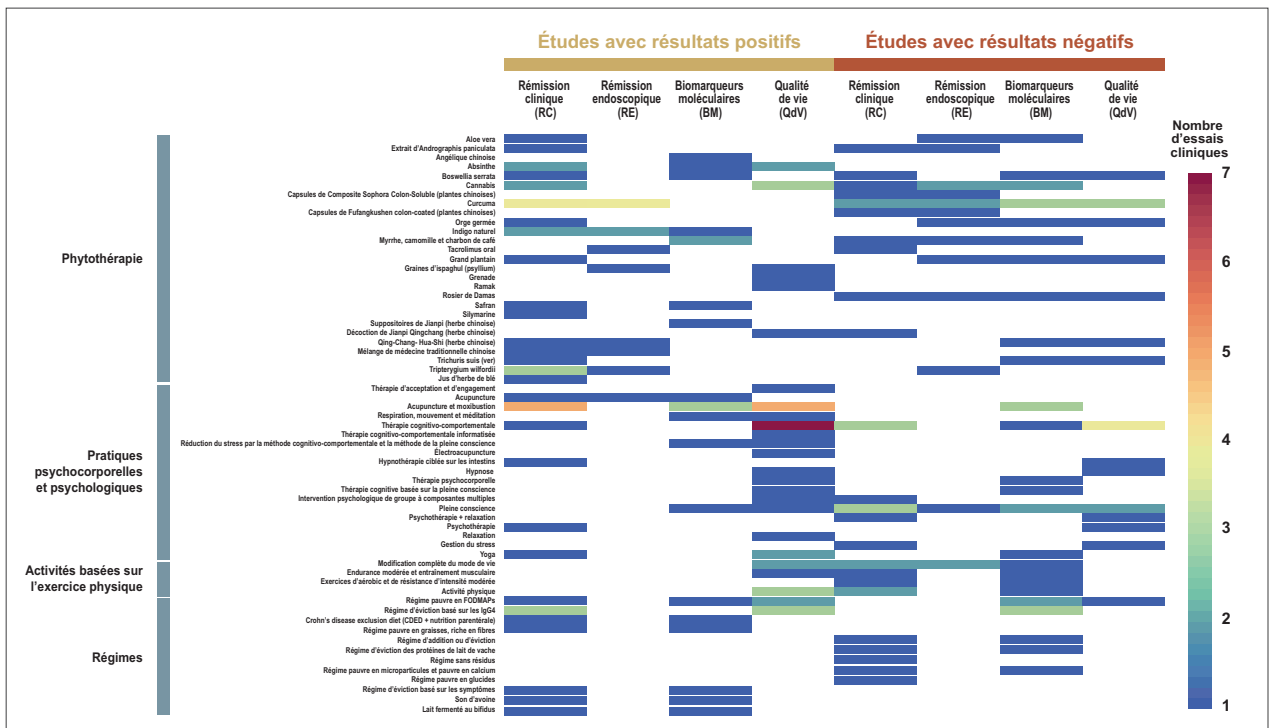 Études avec résultats positifs
Études avec résultats négatifs
Rémission
clinique
(RC)
Rémission
endoscopique
(RE)
Biomarqueurs
moléculaires
(BM)
Qualité
de vie
(QdV)
Rémission
clinique
(RC)
Rémission
endoscopique
(RE)
Biomarqueurs
moléculaires
(BM)
Qualité
de vie
(QdV)
Phytothérapie
Aloe vera
Extrait d'Andrographis paniculata
Angélique chinoise
Absinthe
Boswellia serrata
Cannabis
Capsules de Composite Sophora Colon-Soluble (plantes chinoises)
Curcuma
Capsules de Fufangkushen colon-coated (plantes chinoises)
Orge germée
Indigo naturel
Myrrhe, camomille et charbon de café
Tacrolimus oral
Grand plantain
Graines d'ispaghul (psyllium)
Grenade
Ramak
Rosier de Damas
Safran
Silymarine
Suppositoires de Jianpi (herbe chinoise)
Décoction de Jianpi Qingchang (herbe chinoise)
Qing-Chang- Hua-Shi (herbe chinoise)
Mélange de médecine traditionnelle chinoise
Trichuris suis (ver)
Tripterygium wilfordii
Jus d'herbe de blé
Pratiques
psychocorporelles
et psychologiques
Thérapie d'acceptation et d'engagement
Acupuncture
Acupuncture et moxibustion
Respiration, mouvement et méditation
Thérapie cognitivo-comportementale
Thérapie cognitivo-comportementale informatisée
Réduction du stress par la méthode cognitivo-comportementale et la méthode de la pleine conscience
Électroacupuncture
Hypnothérapie ciblée sur les intestins
Hypnose
Thérapie psychocorporelle
Thérapie cognitive basée sur la pleine conscience
Intervention psychologique de groupe à composantes multiples
Pleine conscience
Psychothérapie + relaxation
Psychothérapie
Relaxation
Gestion du stress
Yoga
Activités basées sur
l'exercice physique
Modification complète du mode de vie
Endurance modérée et entraînement musculaire
Exercices d'aérobic et de résistance d'intensité modérée
Activité physique
Régimes
Régime pauvre en FODMAPs
Régime d'éviction basé sur les IgG4
Crohn's disease exclusion diet (CDED + nutrition parentérale)
Régime pauvre en graisses, riche en fibres
Régime d'addition ou d'éviction
Régime d'éviction des protéines de lait de vache
Régime sans résidus
Régime pauvre en microparticules et pauvre en calcium
Régime pauvre en glucides
Régime d'éviction basé sur les symptômes
Son d'avoine
Lait fermenté au bifidus
Nombre
d'essais
cliniques
7
6
5
4
3
2
1